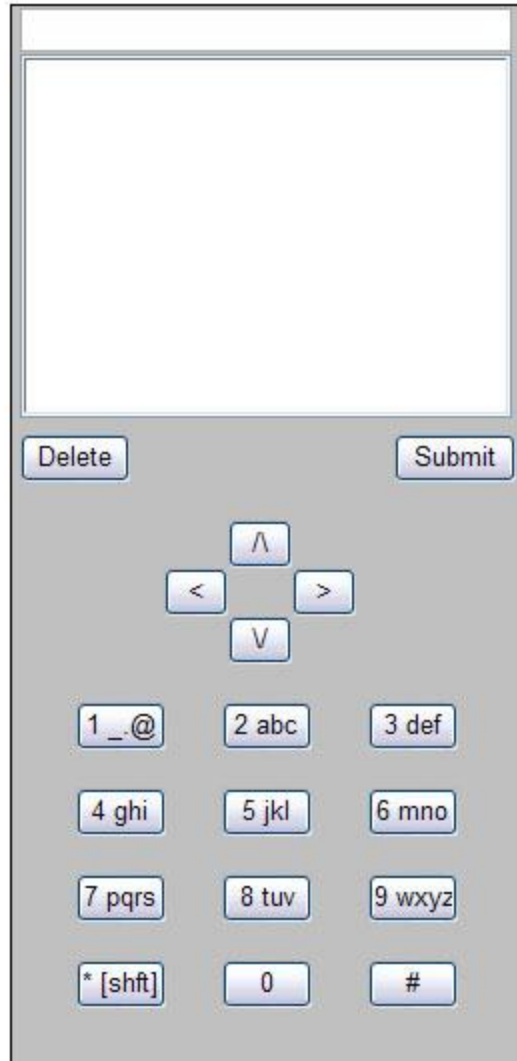 Delete Submit
/\
< >
\/
1 _.@ 2 abc 3 def
4 ghi 5 jkl 6 mno
7 pqrs 8 tuv 9 wxyz
* [shft] 0 #